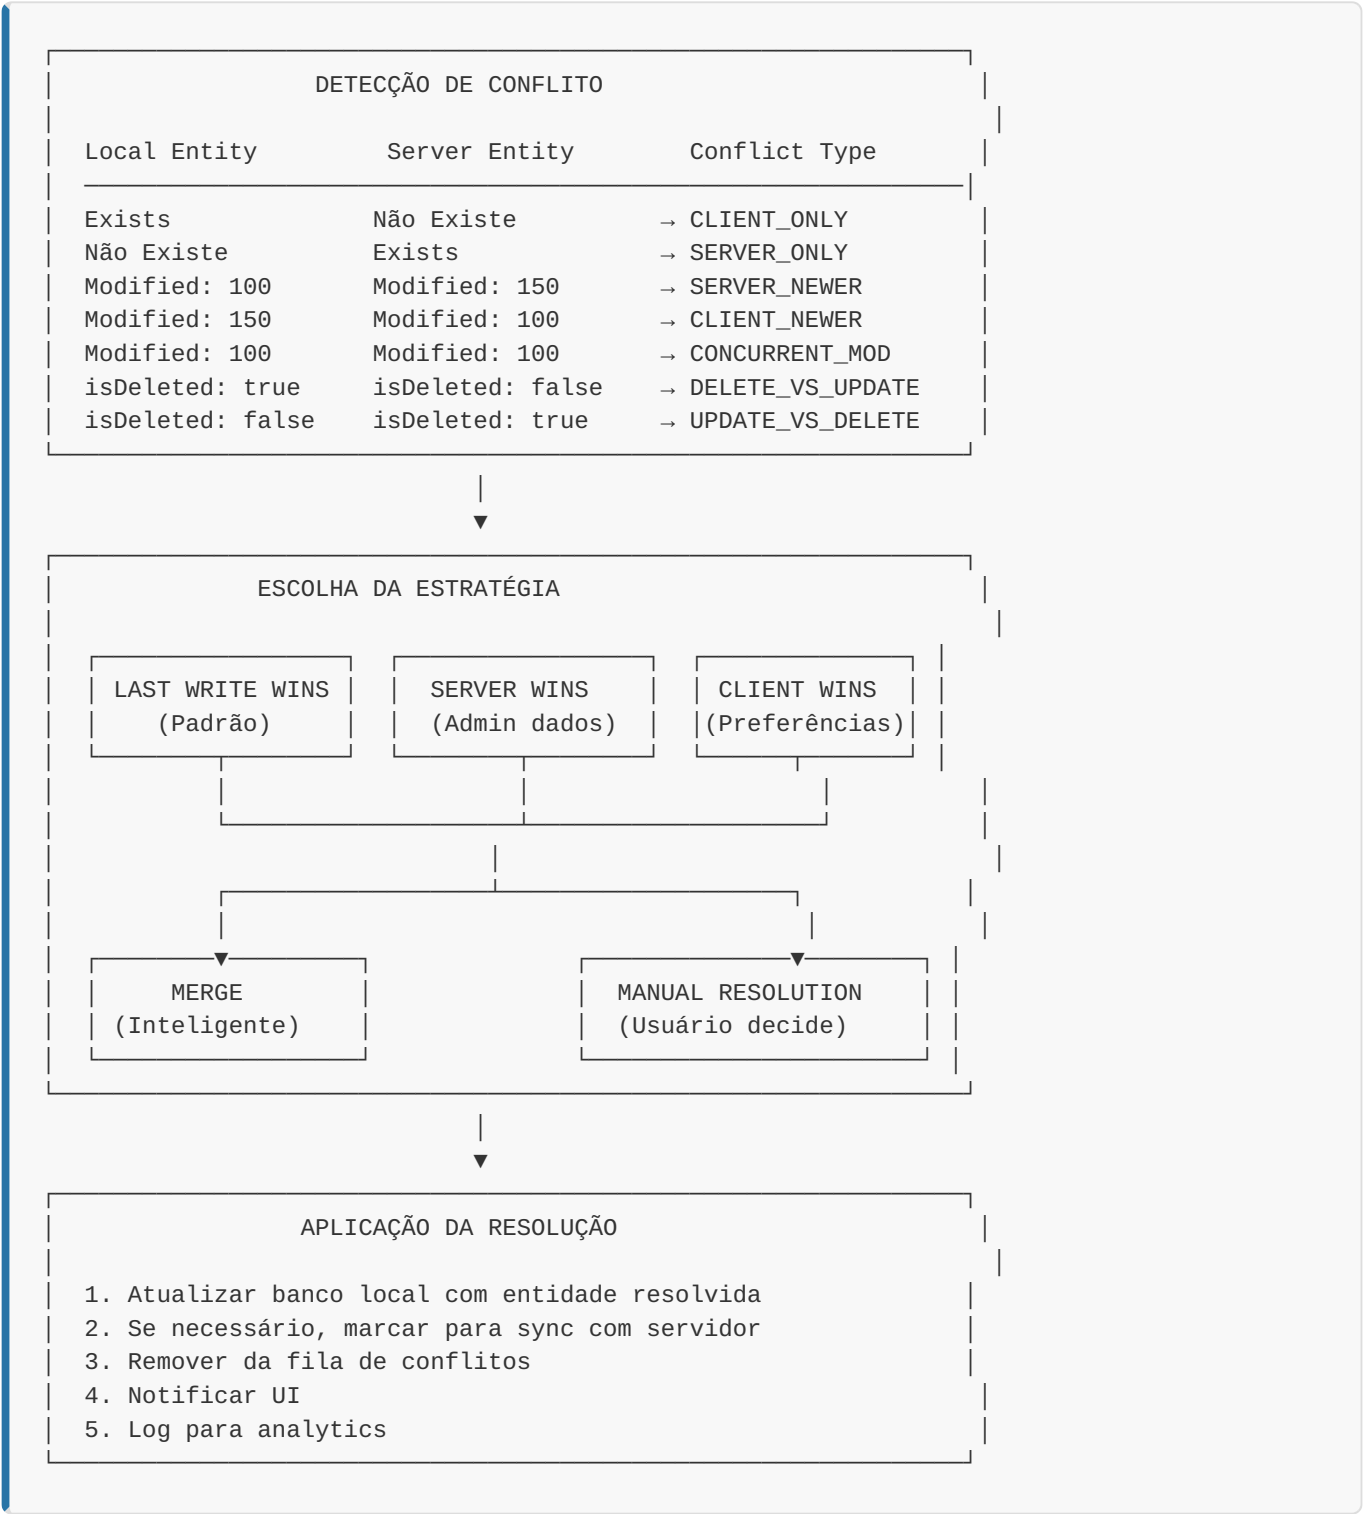 DETECÇÃO DE CONFLITO
Local Entity Server Entity Conflict Type
Exists Não Existe → CLIENT_ONLY
Não Existe Exists → SERVER_ONLY
Modified: 100 Modified: 150 → SERVER_NEWER
Modified: 150 Modified: 100 → CLIENT_NEWER
Modified: 100 Modified: 100 → CONCURRENT_MOD
isDeleted: true isDeleted: false → DELETE_VS_UPDATE
isDeleted: false isDeleted: true → UPDATE_VS_DELETE
ESCOLHA DA ESTRATÉGIA
LAST WRITE WINS SERVER WINS CLIENT WINS
(Padrão) (Admin dados) (Preferências)
MERGE MANUAL RESOLUTION
(Inteligente) (Usuário decide)
APLICAÇÃO DA RESOLUÇÃO
1. Atualizar banco local com entidade resolvida
2. Se necessário, marcar para sync com servidor
3. Remover da fila de conflitos
4. Notificar UI
5. Log para analytics